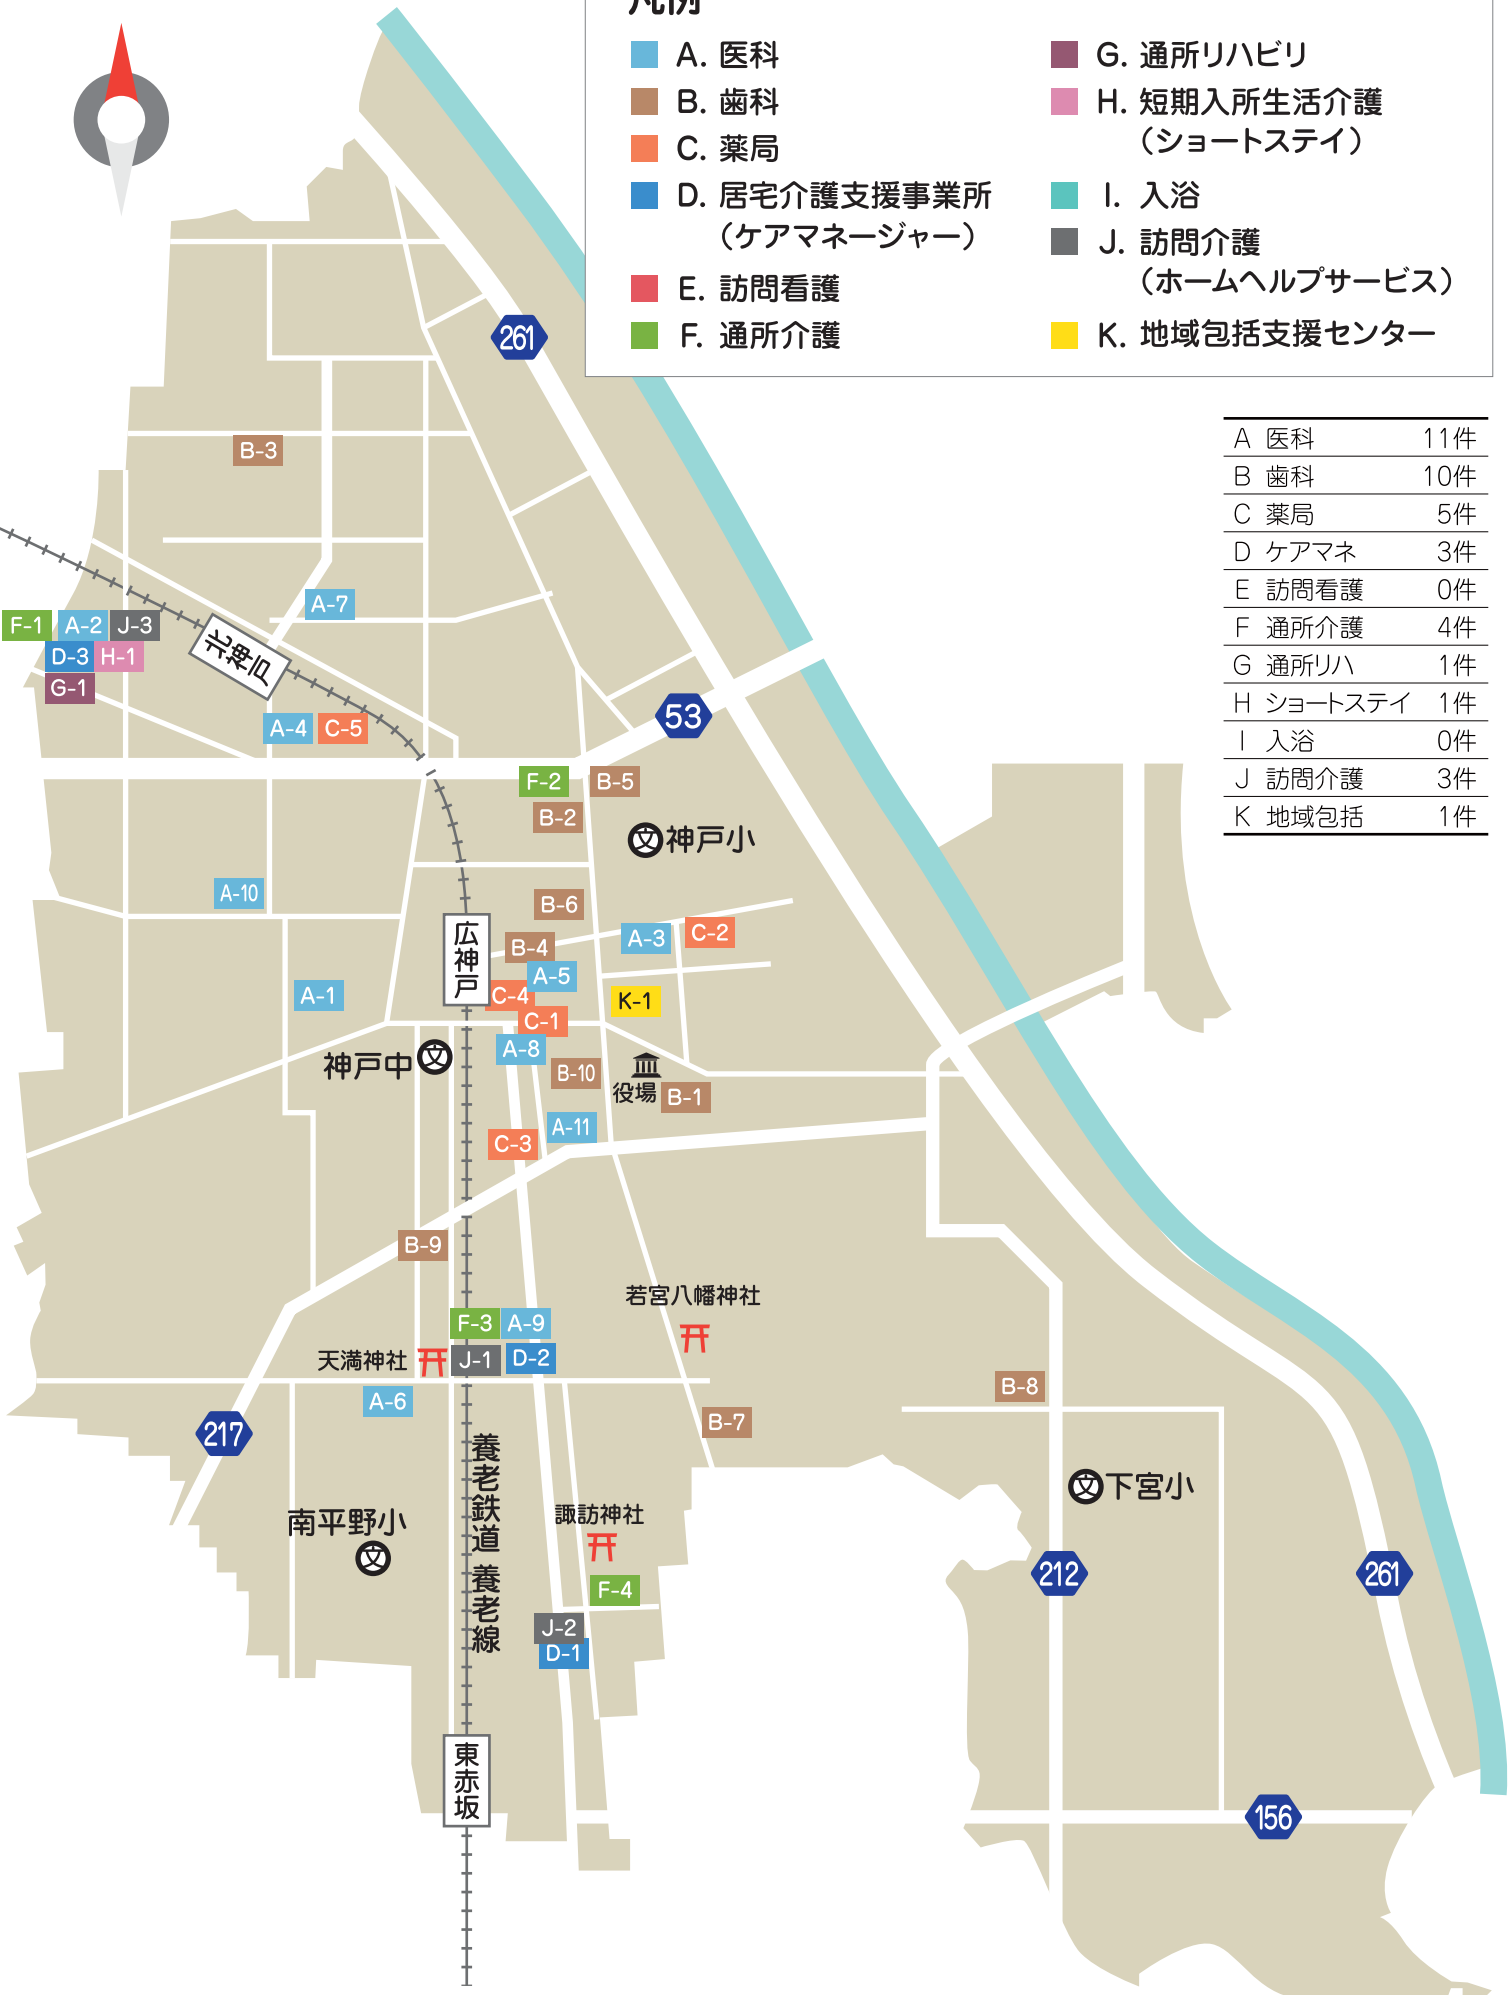 凡例
A. 医科
B. 歯科
C. 薬局
D. 居宅介護支援事業所
(ケアマネージャー)
E. 訪問看護
F. 通所介護
G. 通所リハビリ
H. 短期入所生活介護
(ショートステイ)
I. 入浴
J. 訪問介護
(ホームヘルプサービス)
K. 地域包括支援センター
A 医科 11件
B 歯科 10件
C 薬局 5件
D ケアマネ 3件
E 訪問看護 0件
F 通所介護 4件
G 通所リハ 1件
H ショートステイ 1件
I 入浴 0件
J 訪問介護 3件
K 地域包括 1件
261
B-3
A-7
F-1 A-2 J-3
D-3 H-1
G-1
北神戸
A-4 C-5
53
F-2 B-5
B-2
文 神戸小
A-10
B-6
広神戸
B-4
A-3 C-2
A-5
C-4
A-1
K-1
C-1
A-8
神戸中 文
B-10
役場
B-1
A-11
C-3
B-9
若宮八幡神社
F-3 A-9
天満神社
J-1 D-2
A-6
B-8
B-7
217
養老鉄道 養老線
文 下宮小
南平野小
文
諏訪神社
212
261
F-4
J-2
D-1
東赤坂
156